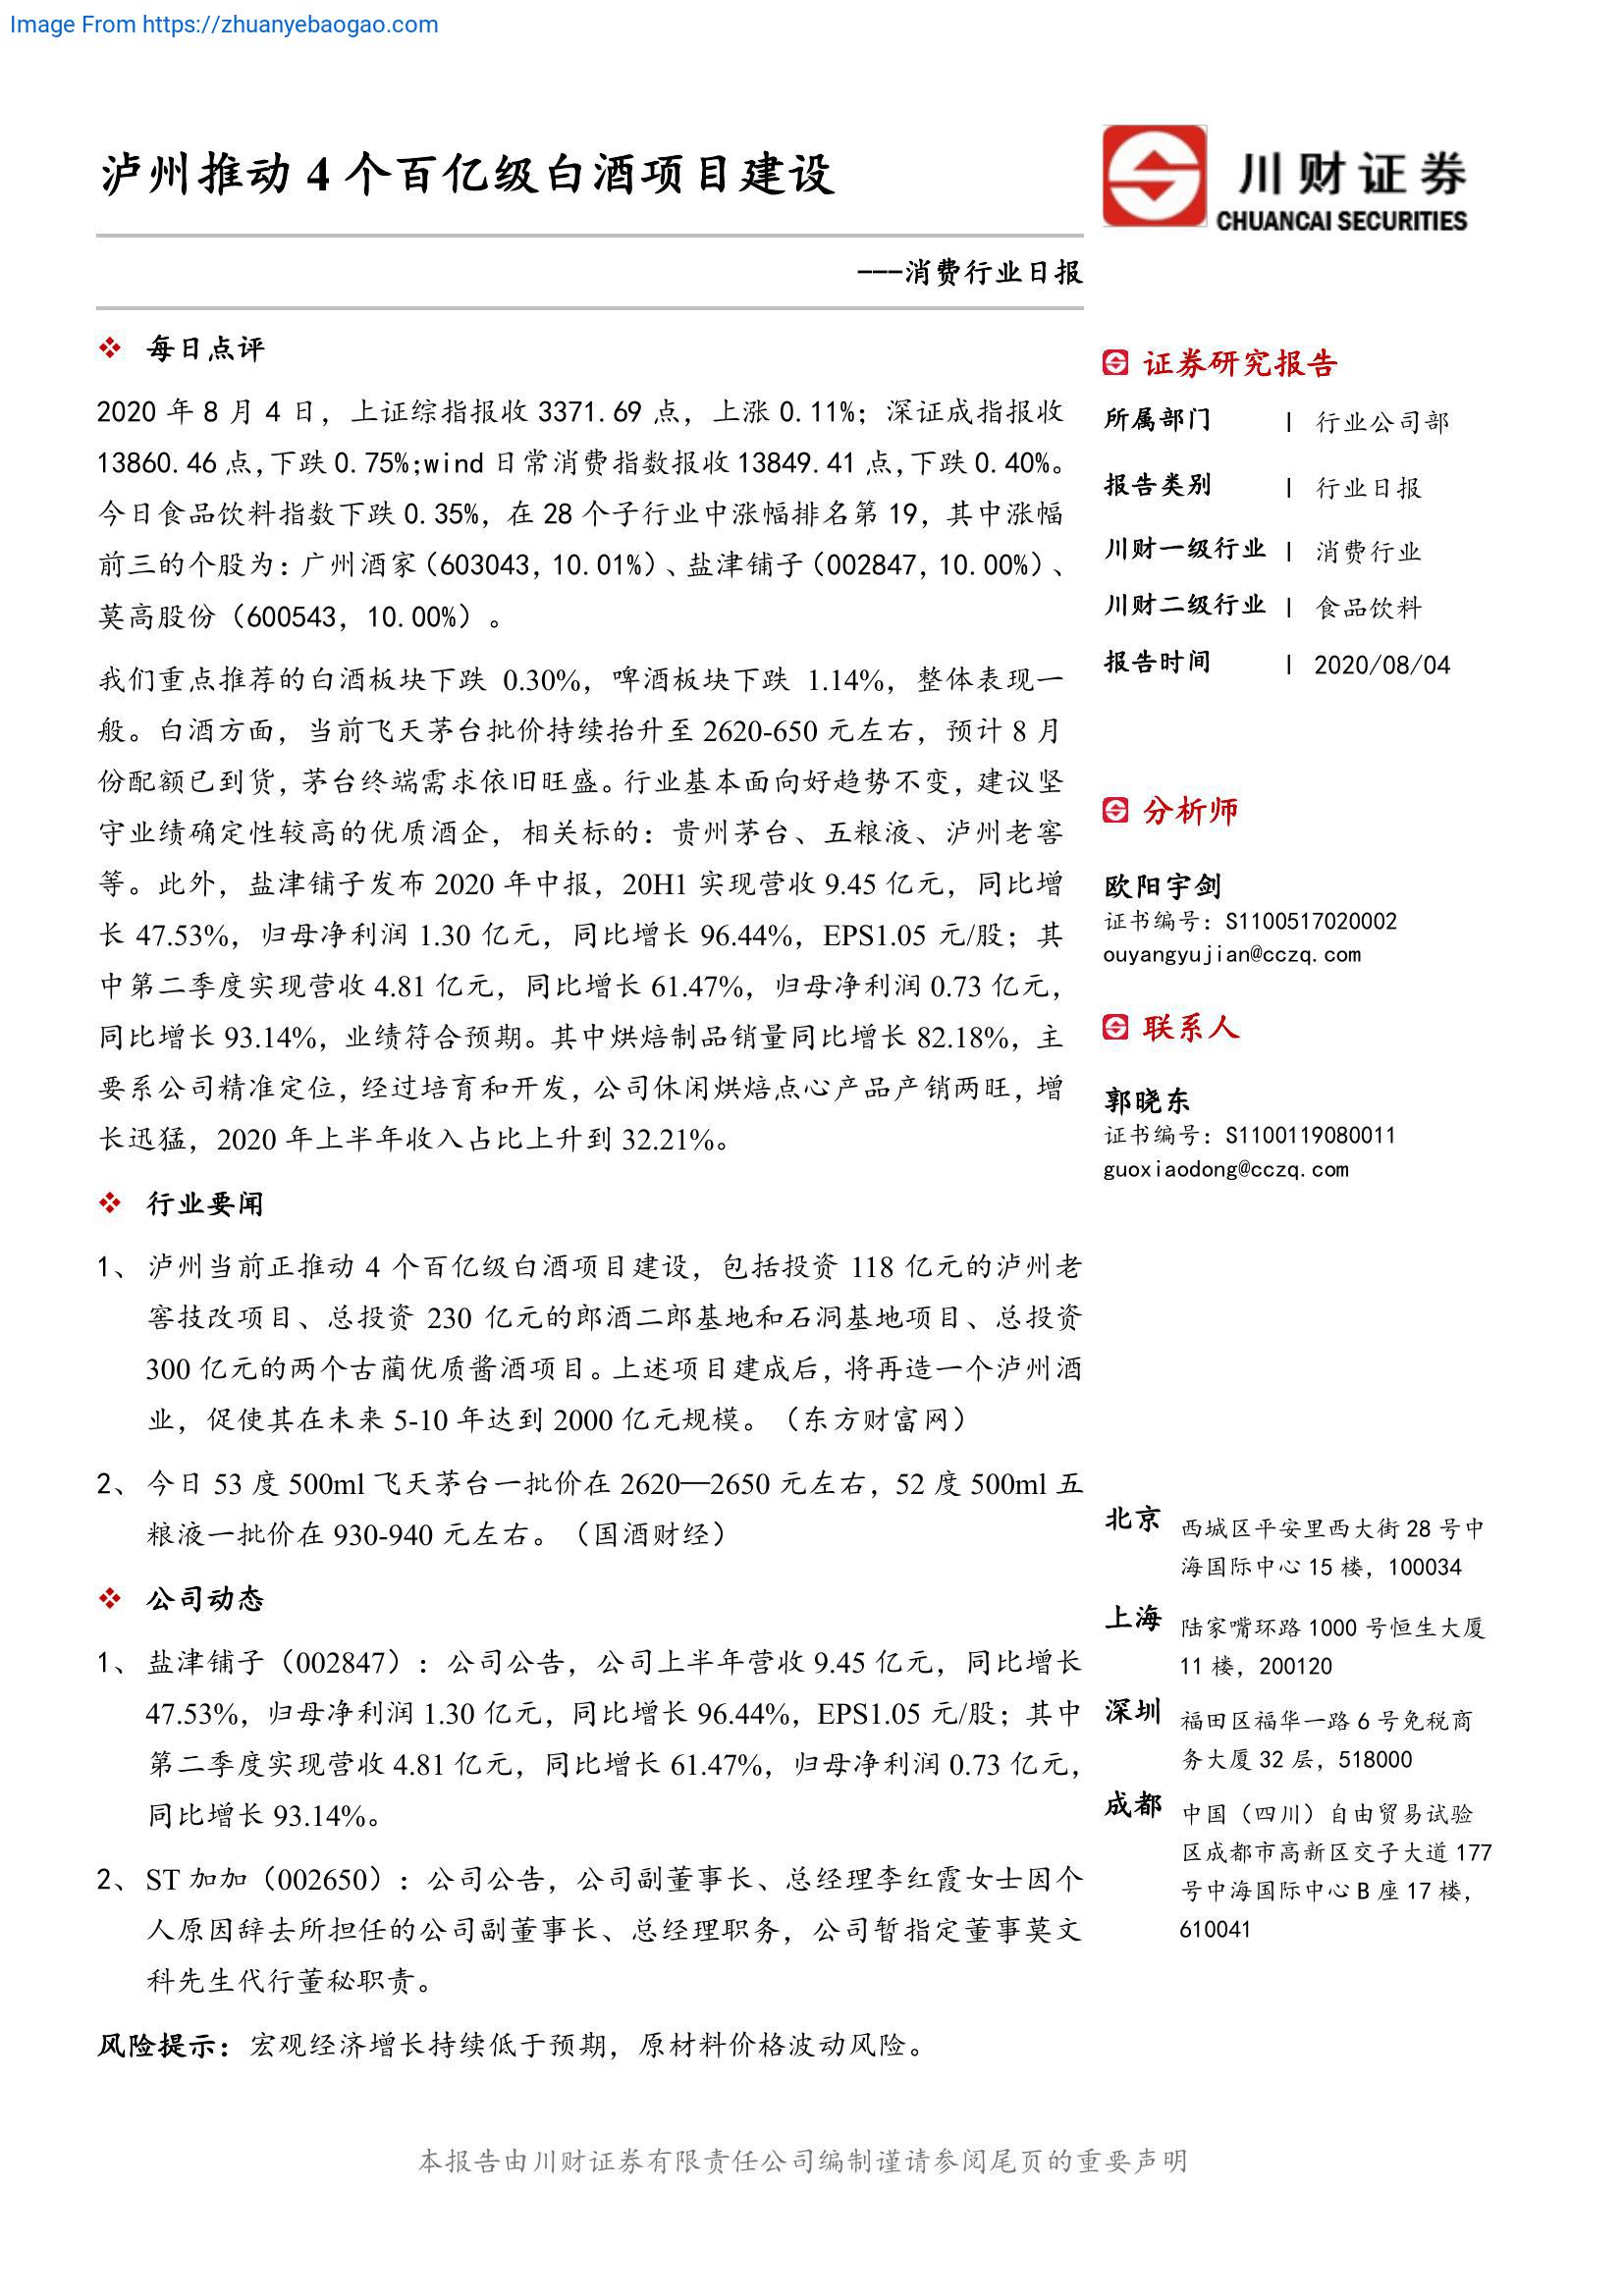 Image From https://zhuanyebaogao.com
泸州推动 4 个百亿级白酒项目建设
川财证券
CHUANCAI SECURITIES
---消费行业日报
每日点评
2020 年 8 月 4 日，上证综指报收 3371.69 点，上涨 0.11%；深证成指报收
13860.46 点,下跌 0.75%;wind 日常消费指数报收 13849.41 点,下跌 0.40%。
今日食品饮料指数下跌 0.35%，在 28 个子行业中涨幅排名第 19，其中涨幅
前三的个股为：广州酒家（603043，10.01%）、盐津铺子（002847，10.00%）、
莫高股份（600543，10.00%）。
我们重点推荐的白酒板块下跌 0.30%，啤酒板块下跌 1.14%，整体表现一
般。白酒方面，当前飞天茅台批价持续抬升至 2620-650 元左右，预计 8 月
份配额已到货，茅台终端需求依旧旺盛。行业基本面向好趋势不变，建议坚
守业绩确定性较高的优质酒企，相关标的：贵州茅台、五粮液、泸州老窖
等。此外，盐津铺子发布 2020 年中报，20H1 实现营收 9.45 亿元，同比增
长 47.53%，归母净利润 1.30 亿元，同比增长 96.44%，EPS1.05 元/股；其
中第二季度实现营收 4.81 亿元，同比增长 61.47%，归母净利润 0.73 亿元，
同比增长 93.14%，业绩符合预期。其中烘焙制品销量同比增长 82.18%，主
要系公司精准定位，经过培育和开发，公司休闲烘焙点心产品产销两旺，增
长迅猛，2020 年上半年收入占比上升到 32.21%。
行业要闻
1、泸州当前正推动 4 个百亿级白酒项目建设，包括投资 118 亿元的泸州老
窖技改项目、总投资 230 亿元的郎酒二郎基地和石洞基地项目、总投资
300 亿元的两个古蔺优质酱酒项目。上述项目建成后，将再造一个泸州酒
业，促使其在未来 5-10 年达到 2000 亿元规模。（东方财富网）
2、今日 53 度 500ml 飞天茅台一批价在 2620—2650 元左右，52 度 500ml 五
粮液一批价在 930-940 元左右。（国酒财经）
公司动态
1、盐津铺子（002847）：公司公告，公司上半年营收 9.45 亿元，同比增长
47.53%，归母净利润 1.30 亿元，同比增长 96.44%，EPS1.05 元/股；其中
第二季度实现营收 4.81 亿元，同比增长 61.47%，归母净利润 0.73 亿元，
同比增长 93.14%。
2、ST 加加（002650）：公司公告，公司副董事长、总经理李红霞女士因个
人原因辞去所担任的公司副董事长、总经理职务，公司暂指定董事莫文
科先生代行董秘职责。
风险提示：宏观经济增长持续低于预期，原材料价格波动风险。
证券研究报告
所属部门 | 行业公司部
报告类别 | 行业日报
川财一级行业 | 消费行业
川财二级行业 | 食品饮料
报告时间 | 2020/08/04
分析师
欧阳宇剑
证书编号：S1100517020002
ouyangyujian@cczq.com
联系人
郭晓东
证书编号：S1100119080011
guoxiaodong@cczq.com
北京 西城区平安里西大街 28 号中
海国际中心 15 楼，100034
上海 陆家嘴环路 1000 号恒生大厦
11 楼，200120
深圳 福田区福华一路 6 号免税商
务大厦 32 层，518000
成都 中国（四川）自由贸易试验
区成都市高新区交子大道 177
号中海国际中心 B 座 17 楼，
610041
本报告由川财证券有限责任公司编制谨请参阅尾页的重要声明